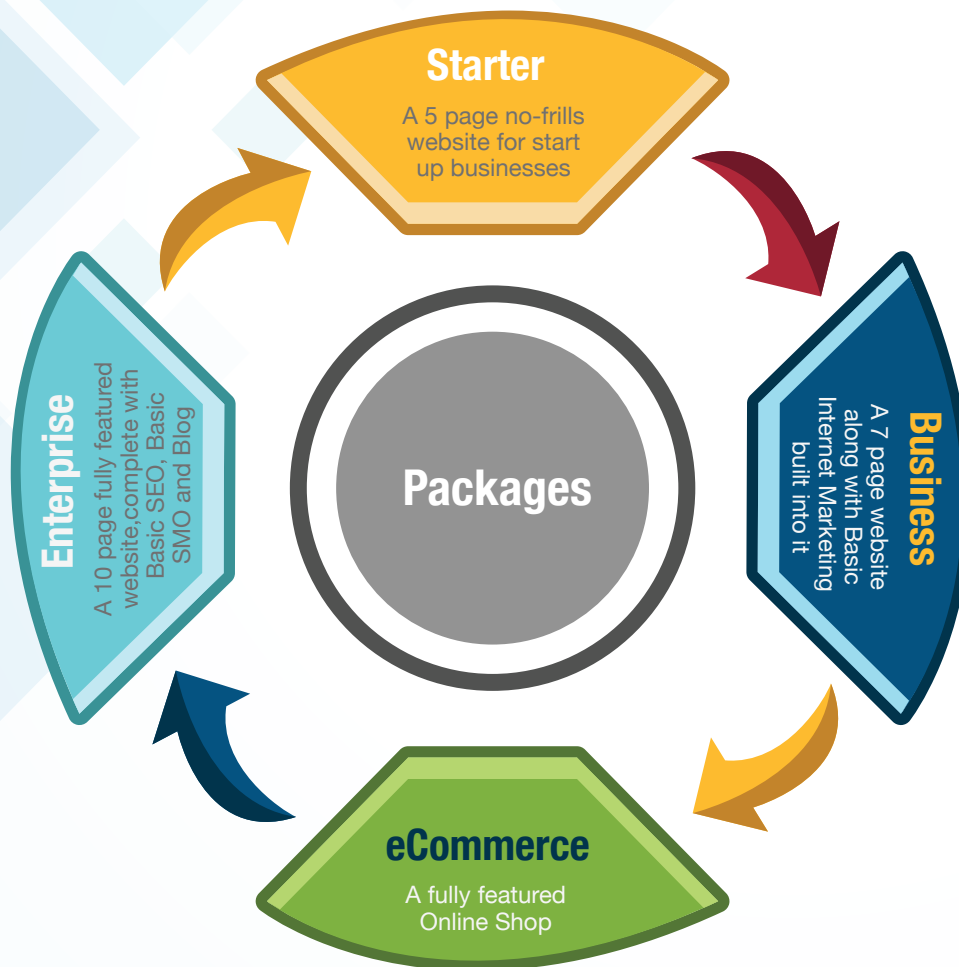 Starter
A 5 page no-frills
website for start
up businesses
Business
A 7 page website
along with Basic
Internet Marketing
built into it
eCommerce
A fully featured
Online Shop
Enterprise
A 10 page fully featured
website,complete with
Basic SEO, Basic
SMO and Blog
Packages